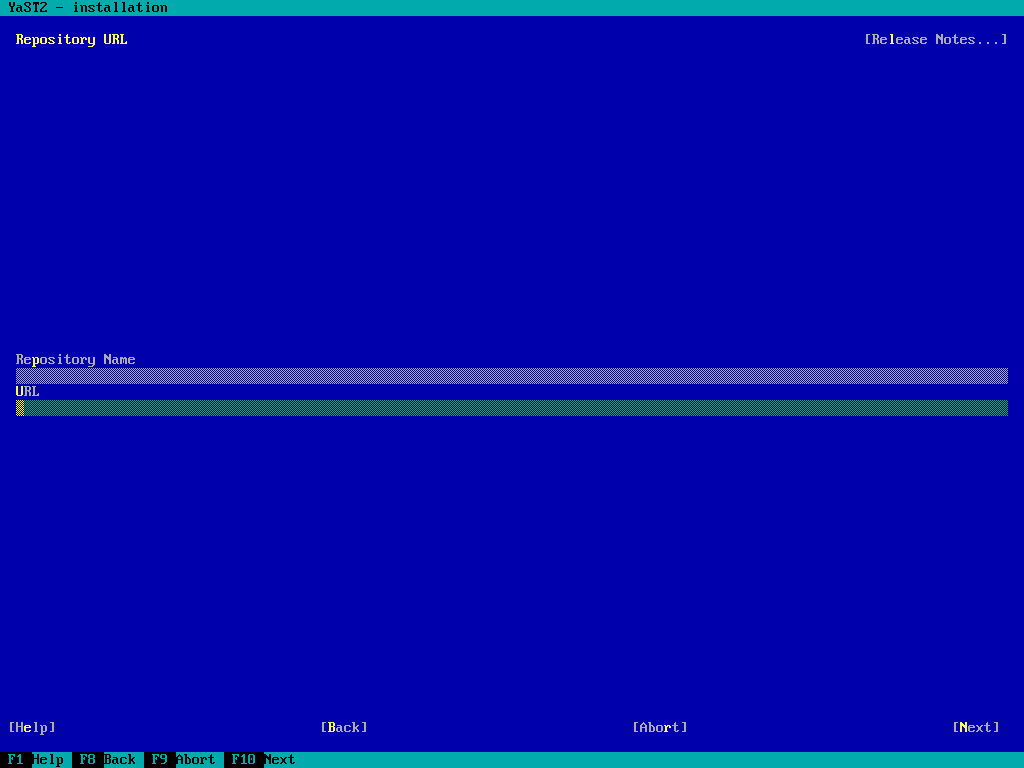 YaST2 - installation
Repository URL [Release Notes...]
Repository Name
URL
[Help] [Back] [Abort] [Next]
F1 Help F8 Back F9 Abort F10 Next